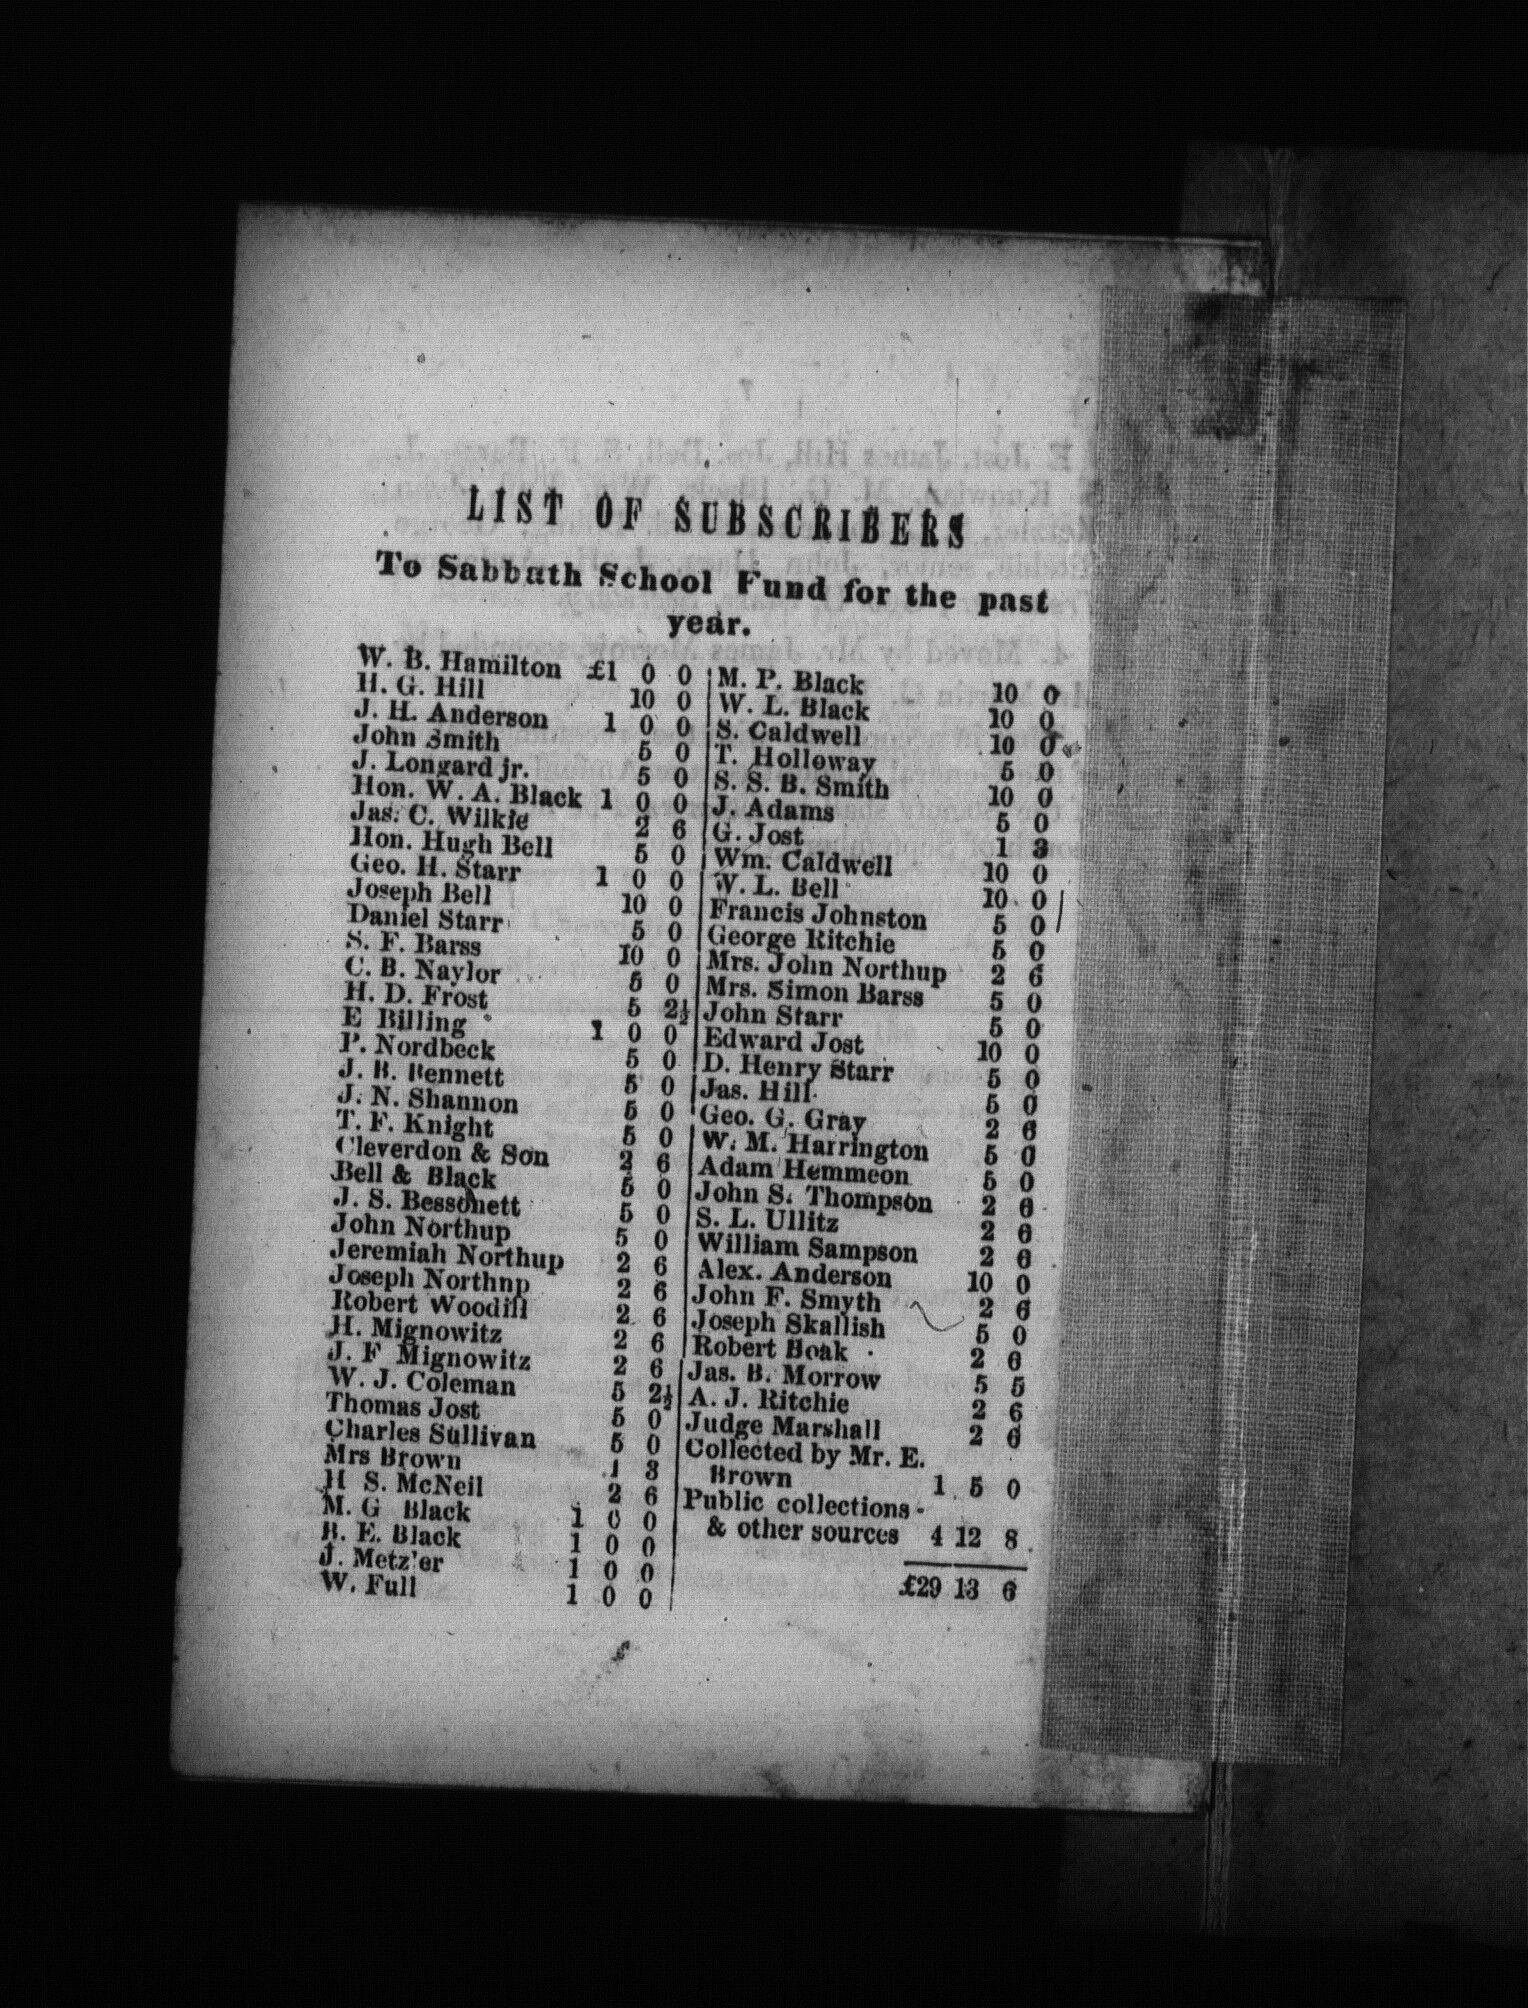 LIST OF SUBSCRIBERS
To Sabbath School Fund for the past
year.
W. B. Hamilton £1 0 0
H. G. Hill 10 0
J. H. Anderson 1 0 0
John Smith 5 0
J. Longard jr. 5 0
Hon. W. A. Black 1 0 0
Jas. C. Wilkie 2 6
Hon. Hugh Bell 5 0
Geo. H. Starr 1 0 0
Joseph Bell 10 0
Daniel Starr 5 0
S. F. Barss 10 0
C. B. Naylor 5 0
H. D. Frost 5 2½
E Billing 1 0 0
P. Nordbeck 5 0
J. B. Bennett 5 0
J. N. Shannon 5 0
T. F. Knight 5 0
Cleverdon & Son 2 6
Bell & Black 5 0
J. S. Bessonett 5 0
John Northup 5 0
Jeremiah Northup 2 6
Joseph Northnp 2 6
Robert Woodill 2 6
H. Mignowitz 2 6
J. F Mignowitz 2 6
W. J. Coleman 5 2½
Thomas Jost 5 0
Charles Sullivan 5 0
Mrs Brown 1 3
H S. McNeil 2 6
M. G Black 1 0 0
B. E. Black 1 0 0
J. Metz'er 1 0 0
W. Full 1 0 0
M. P. Black 10 0
W. L. Black 10 0
S. Caldwell 10 0
T. Holloway 5 0
S. S. B. Smith 10 0
J. Adams 5 0
G. Jost 1 3
Wm. Caldwell 10 0
W. L. Bell 10 0
Francis Johnston 5 0
George Ritchie 5 0
Mrs. John Northup 2 6
Mrs. Simon Barss 5 0
John Starr 5 0
Edward Jost 10 0
D. Henry Starr 5 0
Jas. Hill 5 0
Geo. G. Gray 2 6
W. M. Harrington 5 0
Adam Hemmeon 5 0
John S. Thompson 2 6
S. L. Ullitz 2 6
William Sampson 2 6
Alex. Anderson 10 0
John F. Smyth 2 6
Joseph Skallish 5 0
Robert Boak 2 6
Jas. B. Morrow 5 5
A. J. Ritchie 2 6
Judge Marshall 2 6
Collected by Mr. E.
Brown 1 5 0
Public collections
& other sources 4 12 8
£29 13 6